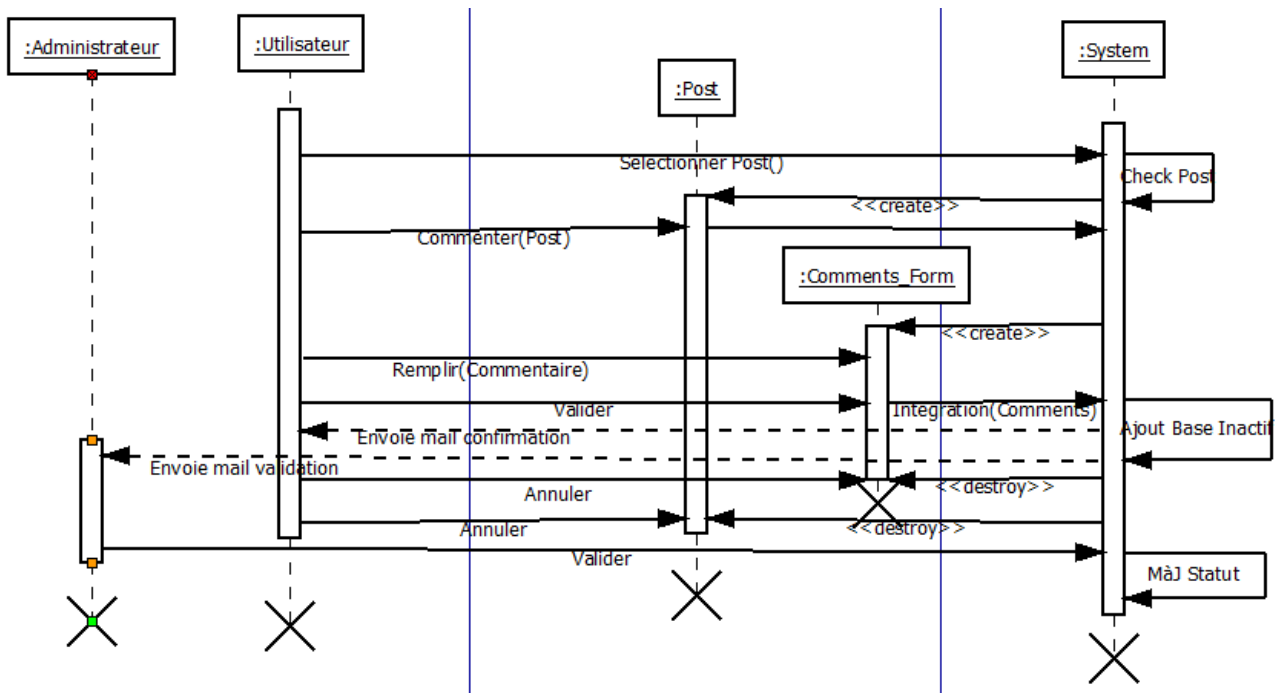 :Administrateur
:Utilisateur
:System
:Post
Sélectionner Post()
Check Post
<<create>>
Commenter(Post)
:Comments_Form
<<create>>
Remplir(Commentaire)
Valider
Integration(Comments)
Ajout Base Inactif
Envoie mail confirmation
Envoie mail validation
<<destroy>>
Annuler
Annuler
<<destroy>>
Valider
MàJ Statut